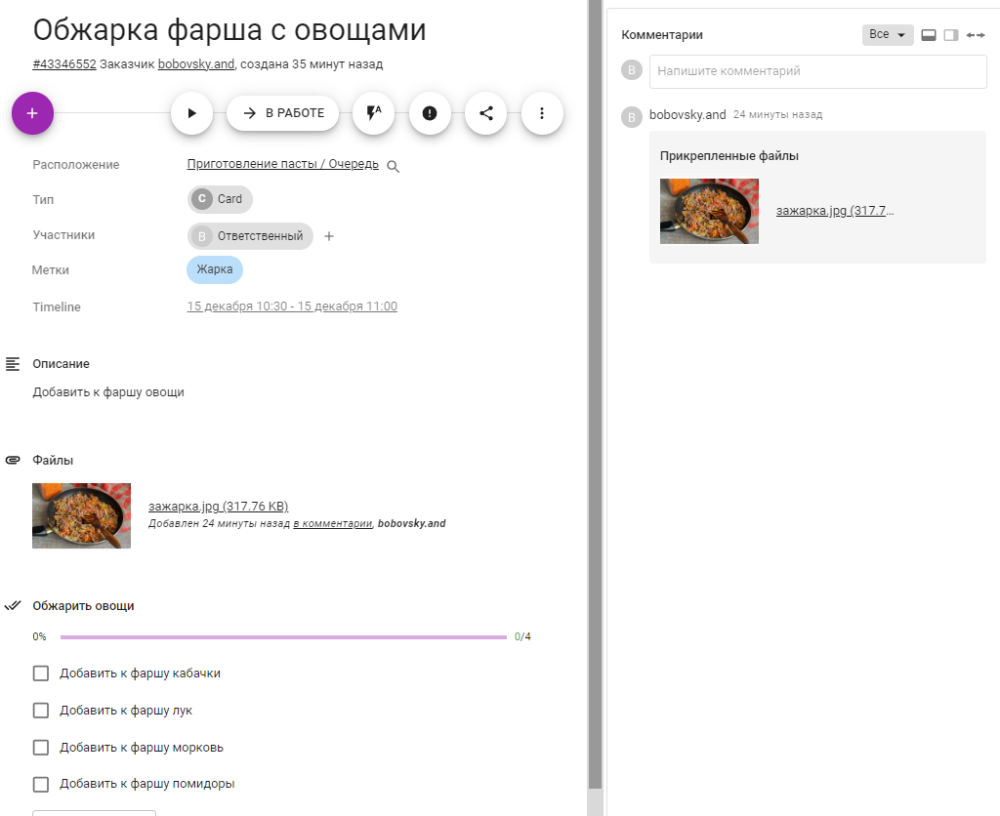 Обжарка фарша с овощами
#43346552 Заказчик bobovsky.and, создана 35 минут назад
+
В РАБОТЕ
A
Расположение
Приготовление пасты / Очередь
Тип
C Card
Участники
B Ответственный +
Метки
Жарка
Timeline
15 декабря 10:30 - 15 декабря 11:00
Описание
Добавить к фаршу овощи
Файлы
зажарка.jpg (317.76 KB)
Добавлен 24 минуты назад в комментарии, bobovsky.and
Обжарить овощи
0% 0/4
Добавить к фаршу кабачки
Добавить к фаршу лук
Добавить к фаршу морковь
Добавить к фаршу помидоры
Комментарии
Все
B
Напишите комментарий
B
bobovsky.and 24 минуты назад
Прикрепленные файлы
зажарка.jpg (317.7...